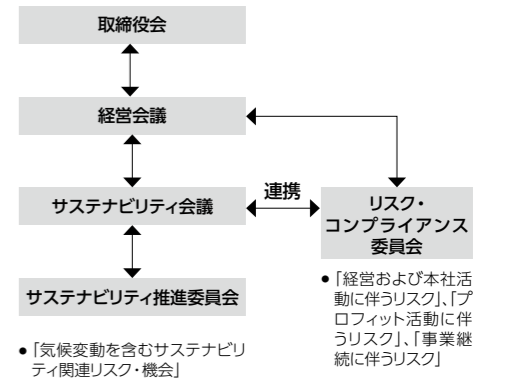 取締役会
経営会議
サステナビリティ会議
連携
リスク・
コンプライアンス
委員会
サステナビリティ推進委員会
●「気候変動を含むサステナビリ
ティ関連リスク・機会」
●「経営および本社活
動に伴うリスク」、「プ
ロフィット活動に伴
うリスク」、「事業継
続に伴うリスク」